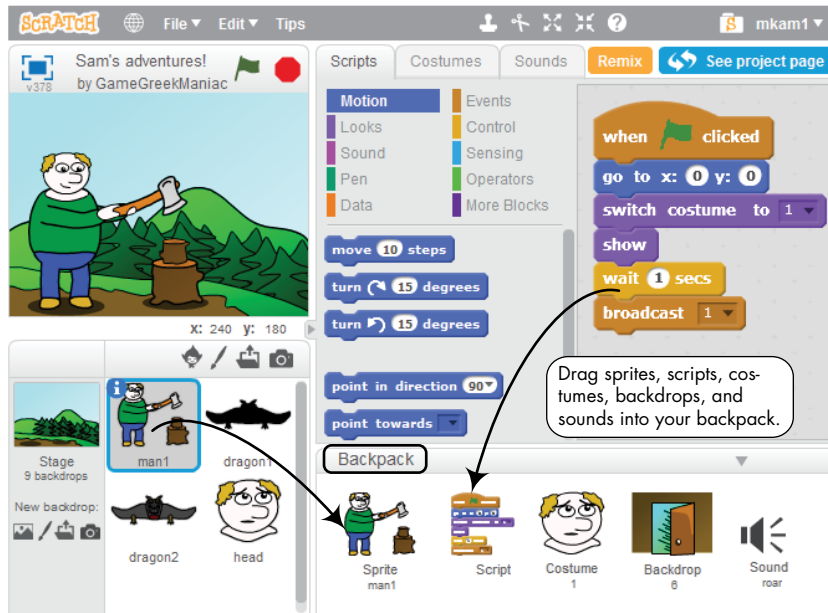 SCRATCH
File ▼ Edit ▼ Tips
S mkam1 ▼
v378
Sam's adventures!
by GameGreekManiac
Scripts Costumes Sounds Remix See project page
Motion
Looks
Sound
Pen
Data
Events
Control
Sensing
Operators
More Blocks
move 10 steps
turn 15 degrees
turn 15 degrees
point in direction 90▼
point towards ▼
when clicked
go to x: 0 y: 0
switch costume to 1 ▼
show
wait 1 secs
broadcast 1 ▼
Drag sprites, scripts, cos-
tumes, backdrops, and
sounds into your backpack.
x: 240 y: 180
Stage
9 backdrops
New backdrop:
i
man1
dragon1
dragon2
head
Backpack
Sprite
man1
Script
Costume
1
Backdrop
6
Sound
roar